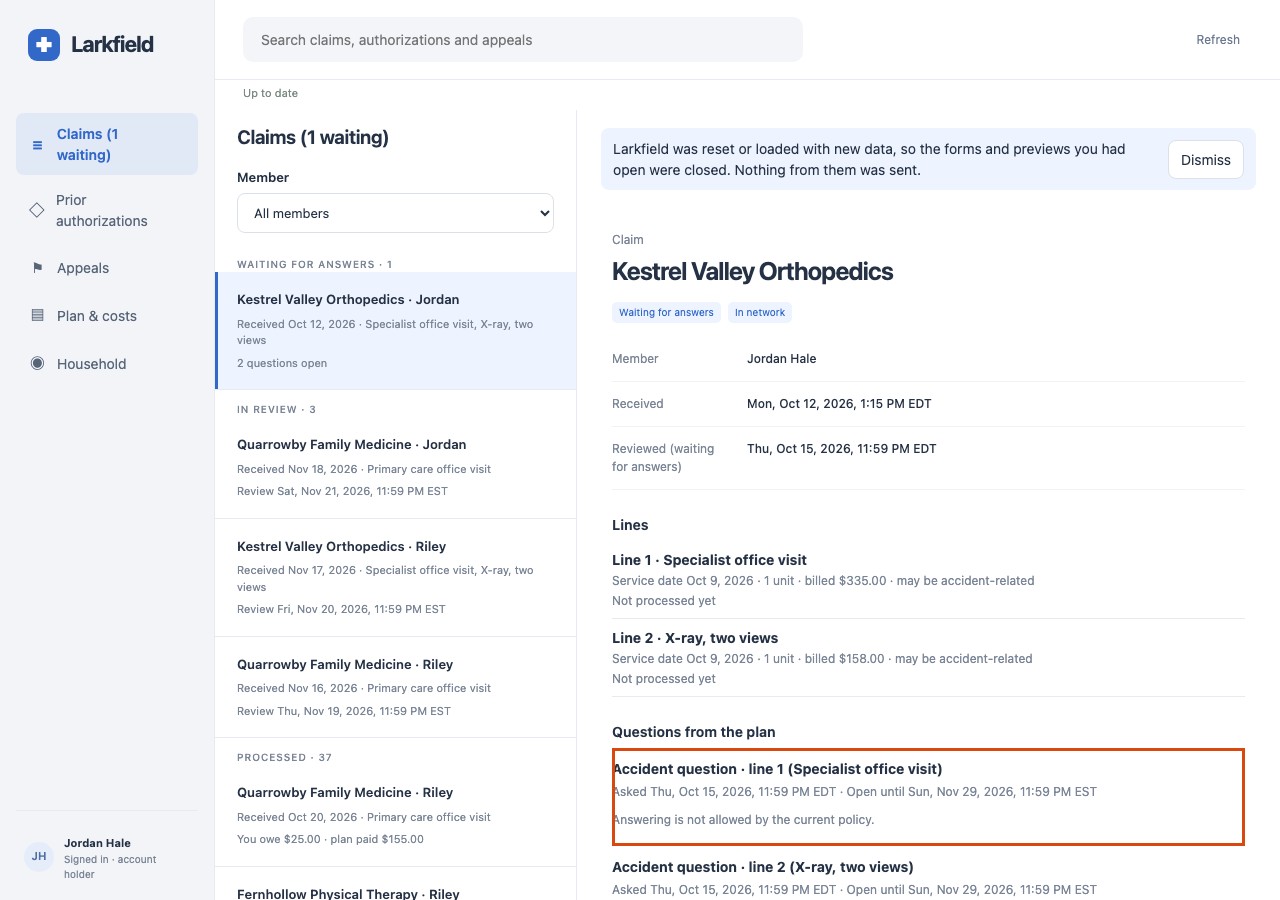 Larkfield
Claims (1
waiting)
Prior
authorizations
Appeals
Plan & costs
Household
JH
Jordan Hale
Signed in · account
holder
Search claims, authorizations and appeals
Refresh
Up to date
Claims (1 waiting)
Member
All members
WAITING FOR ANSWERS · 1
Kestrel Valley Orthopedics · Jordan
Received Oct 12, 2026 · Specialist office visit, X-ray, two
views
2 questions open
IN REVIEW · 3
Quarrowby Family Medicine · Jordan
Received Nov 18, 2026 · Primary care office visit
Review Sat, Nov 21, 2026, 11:59 PM EST
Kestrel Valley Orthopedics · Riley
Received Nov 17, 2026 · Specialist office visit, X-ray, two
views
Review Fri, Nov 20, 2026, 11:59 PM EST
Quarrowby Family Medicine · Riley
Received Nov 16, 2026 · Primary care office visit
Review Thu, Nov 19, 2026, 11:59 PM EST
PROCESSED · 37
Quarrowby Family Medicine · Riley
Received Oct 20, 2026 · Primary care office visit
You owe $25.00 · plan paid $155.00
Fernhollow Physical Therapy · Riley
Larkfield was reset or loaded with new data, so the forms and previews you had
open were closed. Nothing from them was sent.
Dismiss
Claim
Kestrel Valley Orthopedics
Waiting for answers
In network
Member
Jordan Hale
Received
Mon, Oct 12, 2026, 1:15 PM EDT
Reviewed (waiting
for answers)
Thu, Oct 15, 2026, 11:59 PM EDT
Lines
Line 1 · Specialist office visit
Service date Oct 9, 2026 · 1 unit · billed $335.00 · may be accident-related
Not processed yet
Line 2 · X-ray, two views
Service date Oct 9, 2026 · 1 unit · billed $158.00 · may be accident-related
Not processed yet
Questions from the plan
Accident question · line 1 (Specialist office visit)
Asked Thu, Oct 15, 2026, 11:59 PM EDT · Open until Sun, Nov 29, 2026, 11:59 PM EST
Answering is not allowed by the current policy.
Accident question · line 2 (X-ray, two views)
Asked Thu, Oct 15, 2026, 11:59 PM EDT · Open until Sun, Nov 29, 2026, 11:59 PM EST